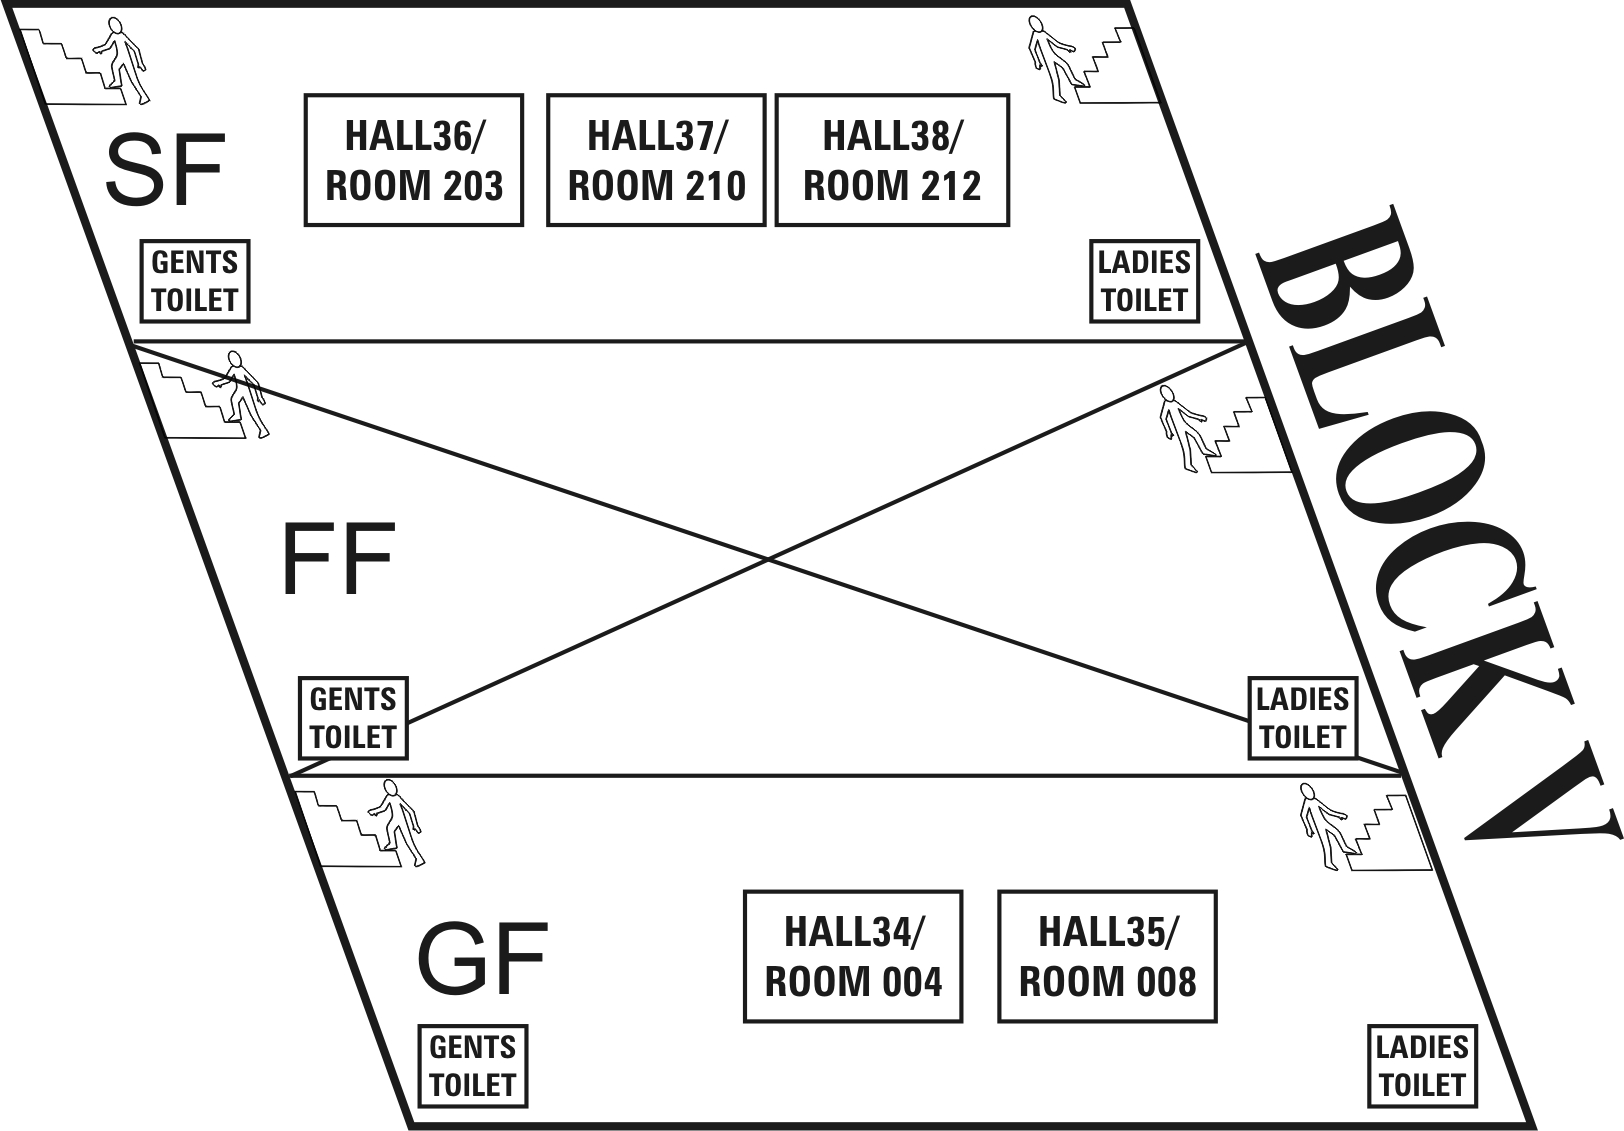 SF
HALL36/
ROOM 203
HALL37/
ROOM 210
HALL38/
ROOM 212
GENTS
TOILET
LADIES
TOILET
FF
GENTS
TOILET
LADIES
TOILET
GF
HALL34/
ROOM 004
HALL35/
ROOM 008
GENTS
TOILET
LADIES
TOILET
BLOCK V